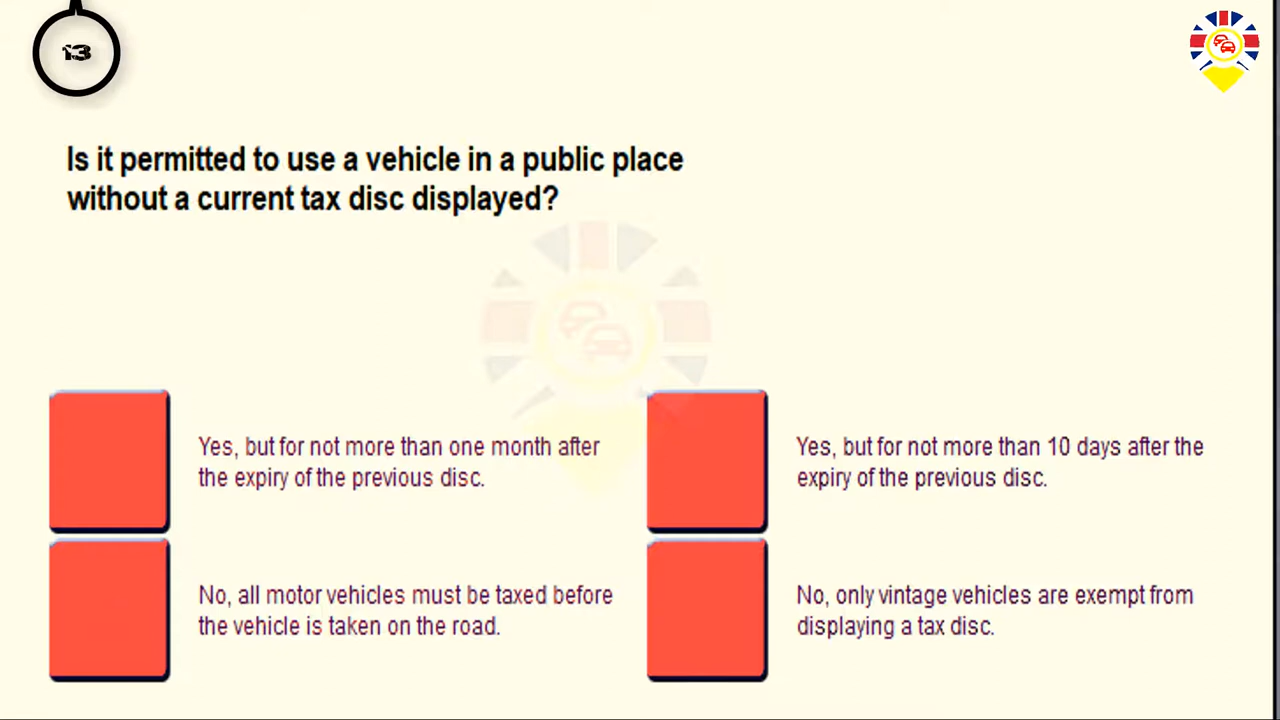 13
Is it permitted to use a vehicle in a public place
without a current tax disc displayed?
Yes, but for not more than one month after
the expiry of the previous disc.
Yes, but for not more than 10 days after the
expiry of the previous disc.
No, all motor vehicles must be taxed before
the vehicle is taken on the road.
No, only vintage vehicles are exempt from
displaying a tax disc.